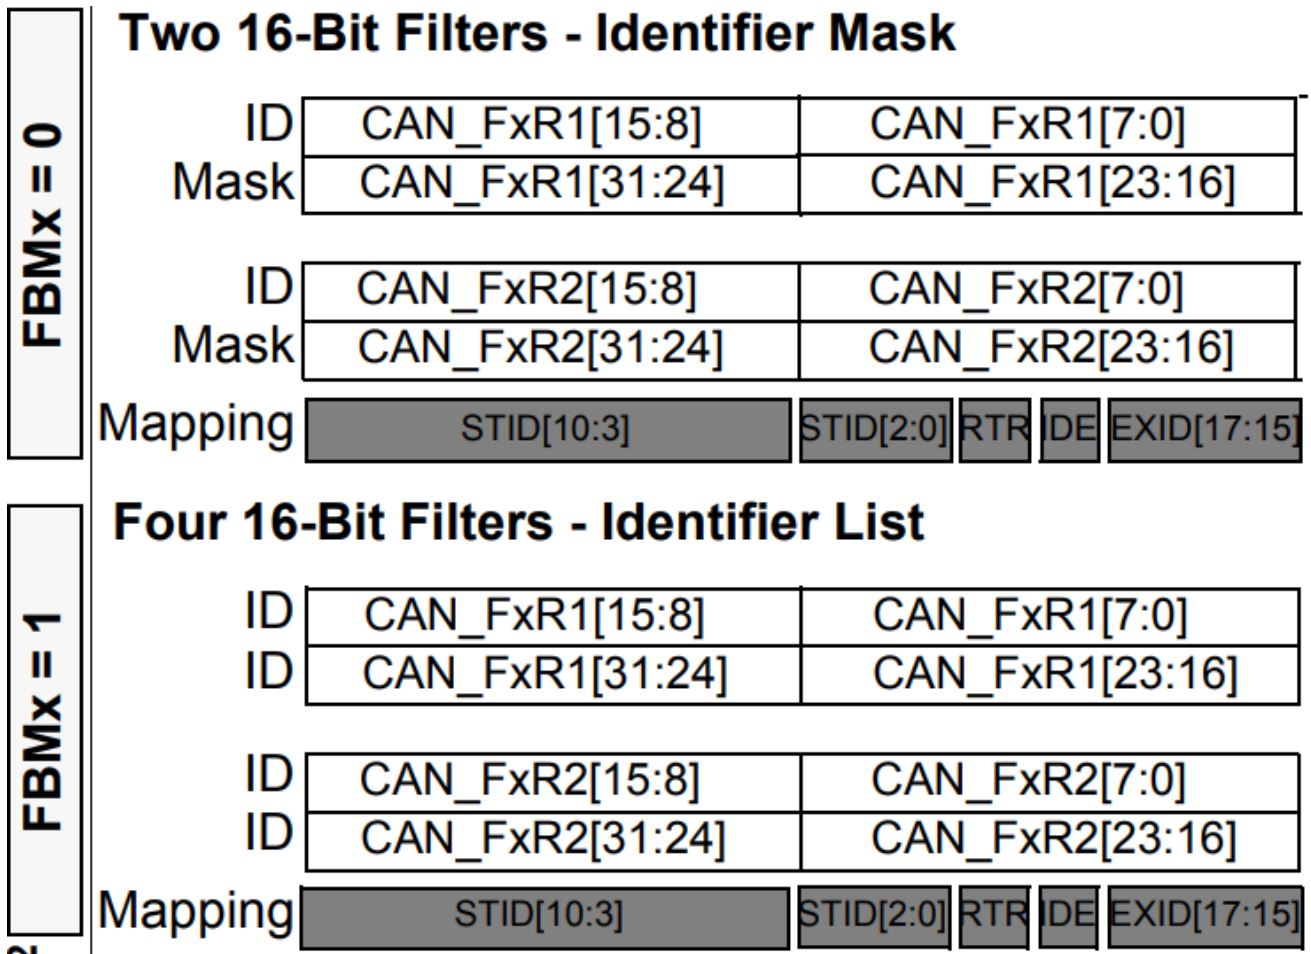 FBMx = 0
Two 16-Bit Filters - Identifier Mask
ID CAN_FxR1[15:8] CAN_FxR1[7:0]
Mask CAN_FxR1[31:24] CAN_FxR1[23:16]
ID CAN_FxR2[15:8] CAN_FxR2[7:0]
Mask CAN_FxR2[31:24] CAN_FxR2[23:16]
Mapping STID[10:3] STID[2:0] RTR IDE EXID[17:15]
FBMx = 1
Four 16-Bit Filters - Identifier List
ID CAN_FxR1[15:8] CAN_FxR1[7:0]
ID CAN_FxR1[31:24] CAN_FxR1[23:16]
ID CAN_FxR2[15:8] CAN_FxR2[7:0]
ID CAN_FxR2[31:24] CAN_FxR2[23:16]
Mapping STID[10:3] STID[2:0] RTR IDE EXID[17:15]